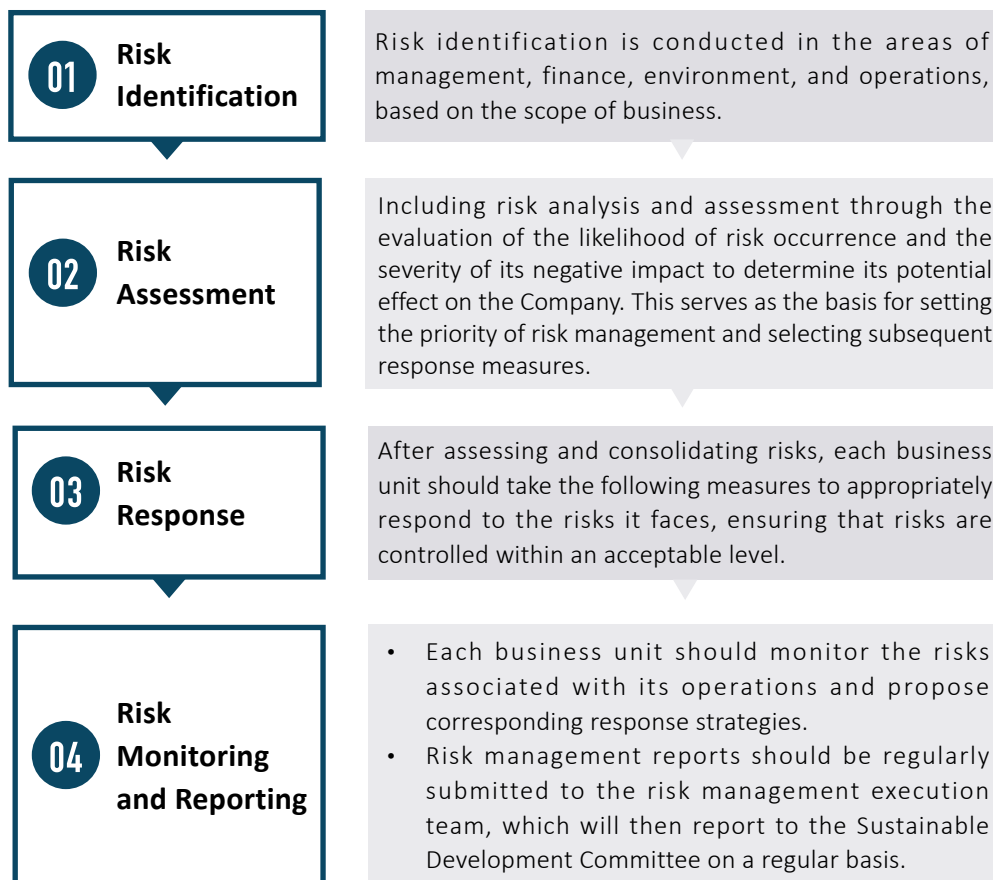 01
Risk
Identification
Risk identification is conducted in the areas of
management, finance, environment, and operations,
based on the scope of business.
02
Risk
Assessment
Including risk analysis and assessment through the
evaluation of the likelihood of risk occurrence and the
severity of its negative impact to determine its potential
effect on the Company. This serves as the basis for setting
the priority of risk management and selecting subsequent
response measures.
03
Risk
Response
After assessing and consolidating risks, each business
unit should take the following measures to appropriately
respond to the risks it faces, ensuring that risks are
controlled within an acceptable level.
04
Risk
Monitoring
and Reporting
• Each business unit should monitor the risks
associated with its operations and propose
corresponding response strategies.
• Risk management reports should be regularly
submitted to the risk management execution
team, which will then report to the Sustainable
Development Committee on a regular basis.